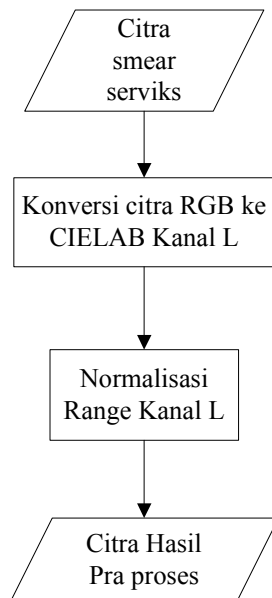 Citra
smear
serviks
Konversi citra RGB ke
CIELAB Kanal L
Normalisasi
Range Kanal L
Citra Hasil
Pra proses